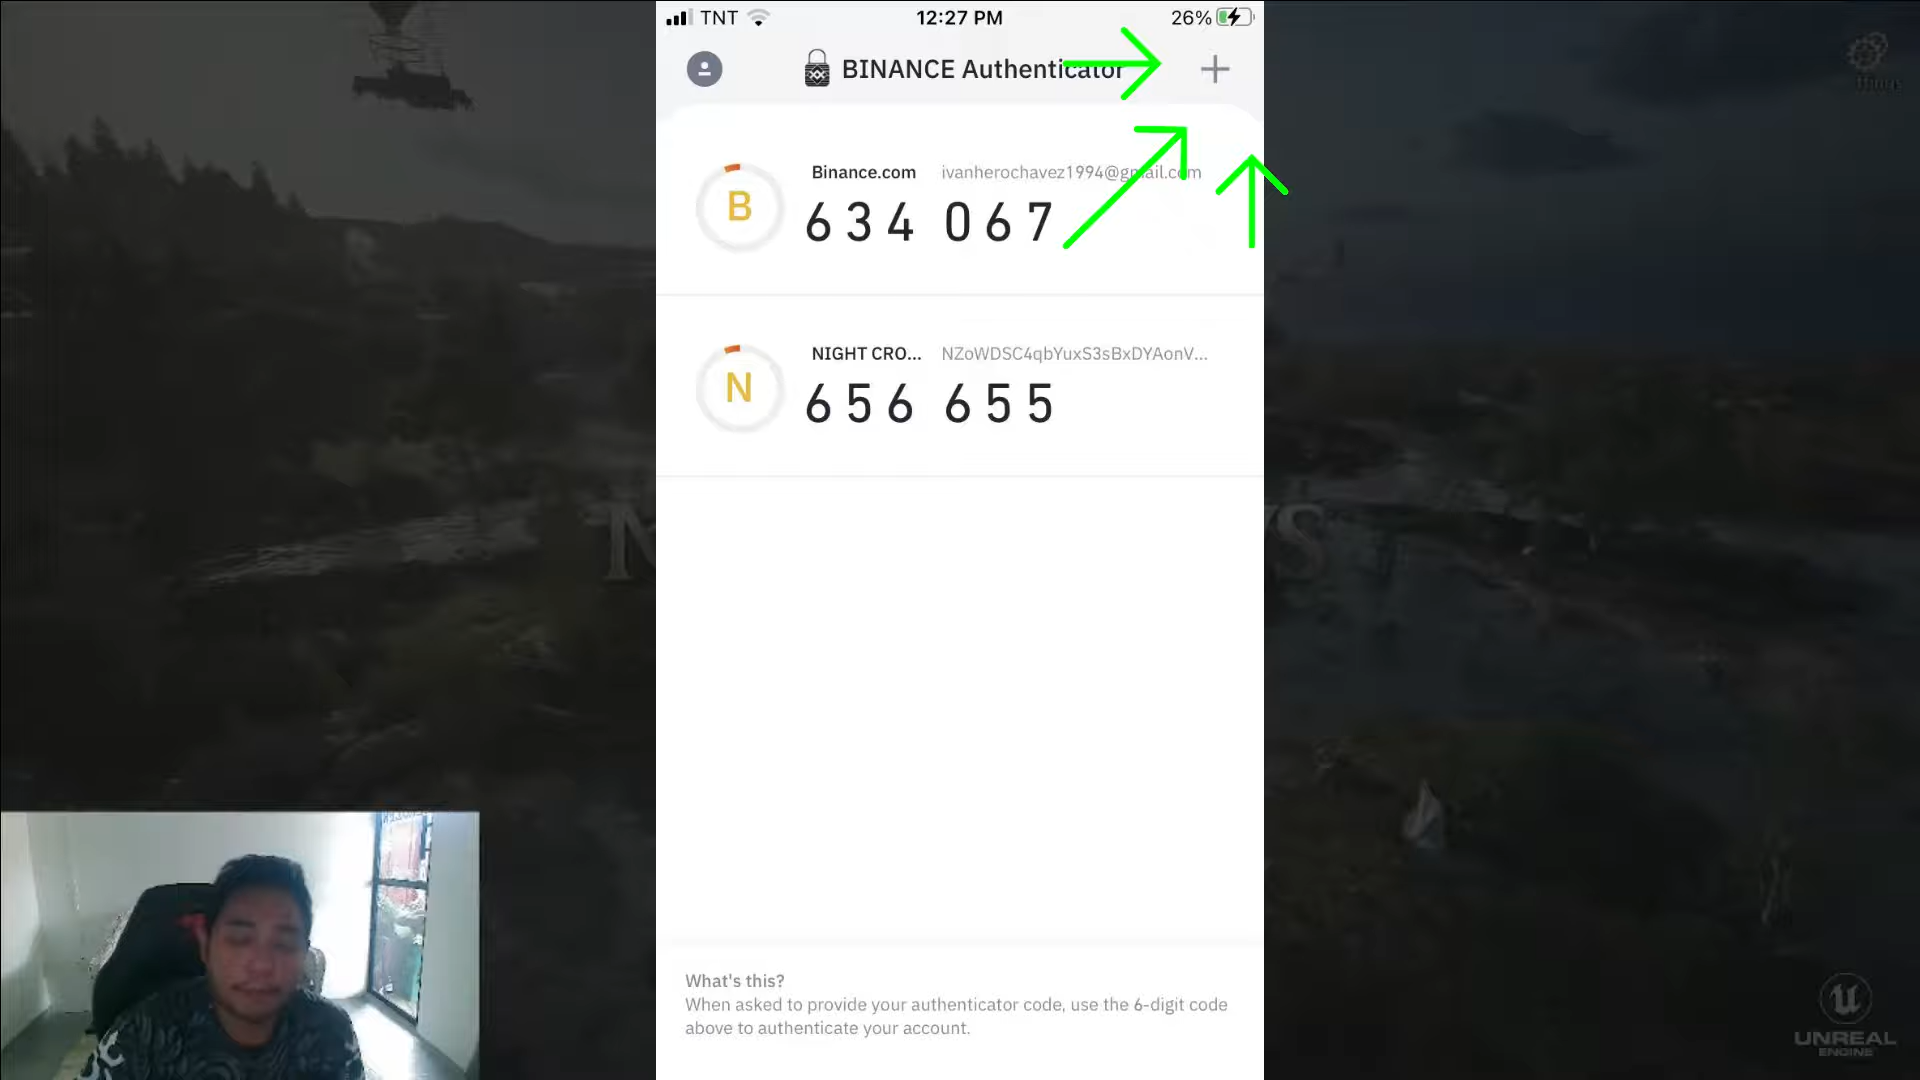 TNT 12:27 PM 26%
BINANCE Authenticator
More
Binance.com ivanherochavez1994@gmail.com
B 634 067
NIGHT CRO... NZoWDSC4qbYuxS3sBxDYAonV...
N 656 655
What's this?
When asked to provide your authenticator code, use the 6-digit code
above to authenticate your account.
UNREAL
ENGINE